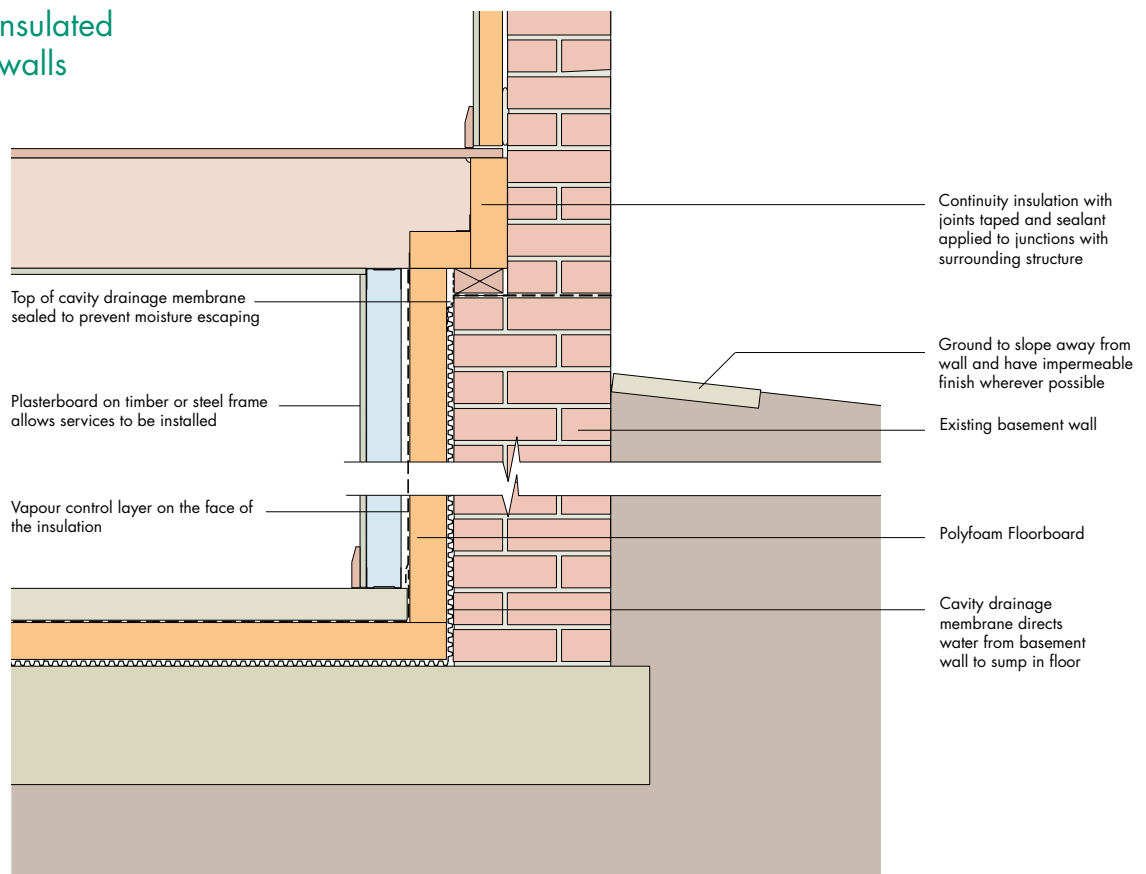 nsulated
walls
Continuity insulation with
joints taped and sealant
applied to junctions with
surrounding structure
Top of cavity drainage membrane
sealed to prevent moisture escaping
Ground to slope away from
wall and have impermeable
finish wherever possible
Plasterboard on timber or steel frame
allows services to be installed
Existing basement wall
Vapour control layer on the face of
the insulation
Polyfoam Floorboard
Cavity drainage
membrane directs
water from basement
wall to sump in floor